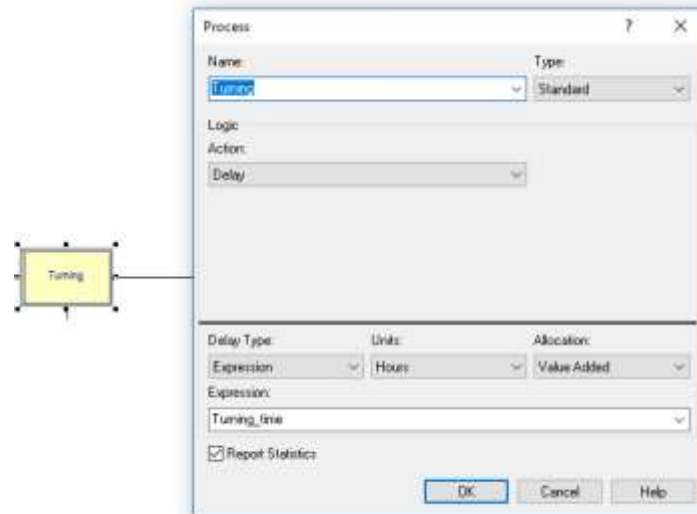 Process ?
Name: Type:
Turning Standard
Logic
Action:
Delay
Turning
Delay Type: Units: Allocation:
Expression Hours Value Added
Expression:
Turning_time
Report Statistics
OK Cancel Help